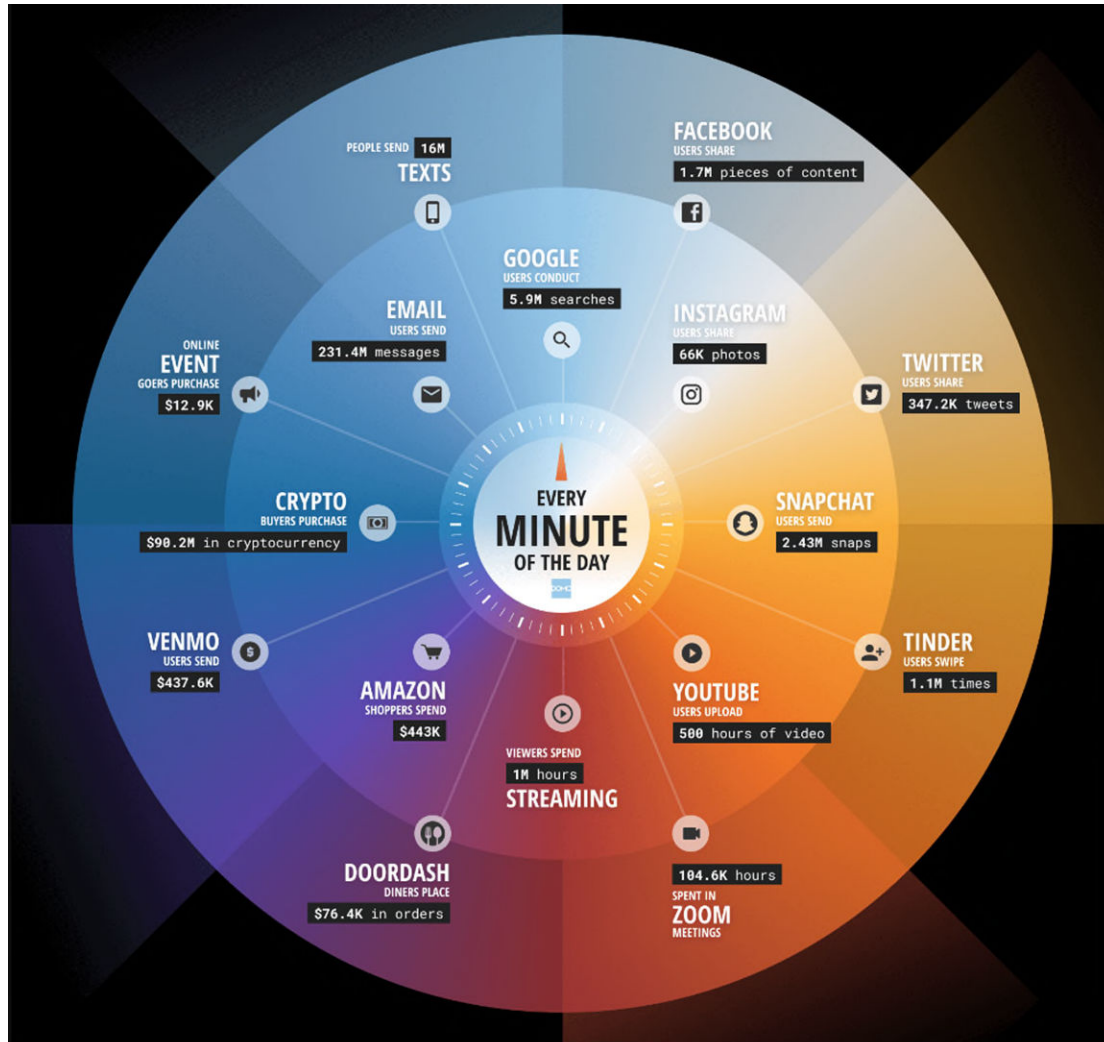 PEOPLE SEND 16M
TEXTS
FACEBOOK
USERS SHARE
1.7M pieces of content
GOOGLE
USERS CONDUCT
5.9M searches
EMAIL
USERS SEND
231.4M messages
INSTAGRAM
USERS SHARE
66K photos
ONLINE
EVENT
GOERS PURCHASE
$12.9K
TWITTER
USERS SHARE
347.2K tweets
CRYPTO
BUYERS PURCHASE
$90.2M in cryptocurrency
EVERY
MINUTE
OF THE DAY
DOMO
SNAPCHAT
USERS SEND
2.43M snaps
VENMO
USERS SEND
$437.6K
AMAZON
SHOPPERS SPEND
$443K
YOUTUBE
USERS UPLOAD
500 hours of video
TINDER
USERS SWIPE
1.1M times
VIEWERS SPEND
1M hours
STREAMING
DOORDASH
DINERS PLACE
$76.4K in orders
104.6K hours
SPENT IN
ZOOM
MEETINGS